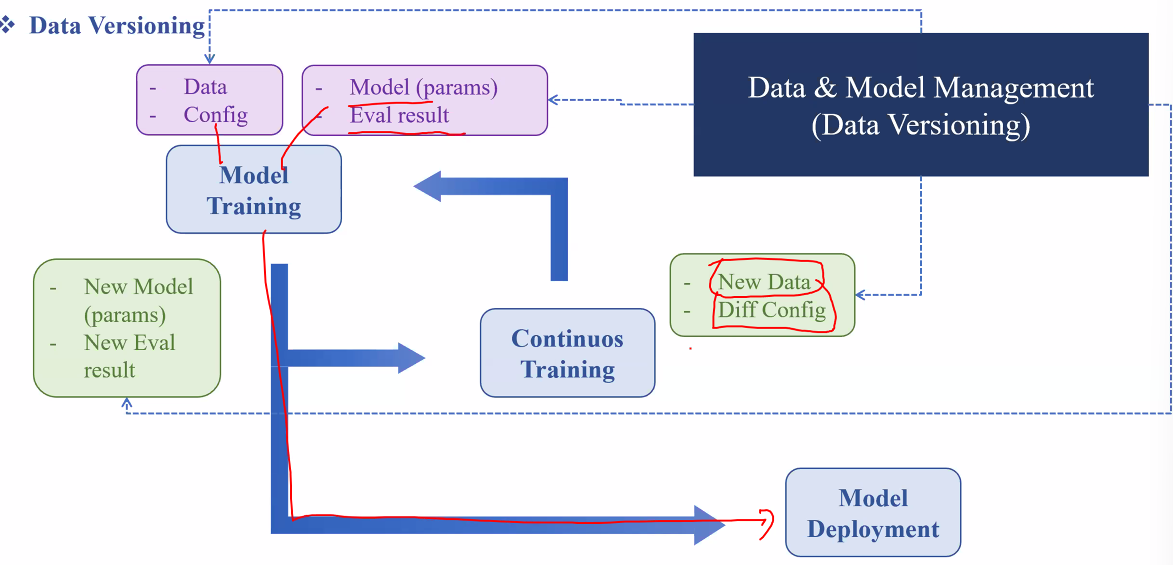 ❖ Data Versioning
- Data
- Config
- Model (params)
- Eval result
Data & Model Management
(Data Versioning)
Model
Training
- New Model
(params)
- New Eval
result
- New Data
- Diff Config
Continuos
Training
Model
Deployment